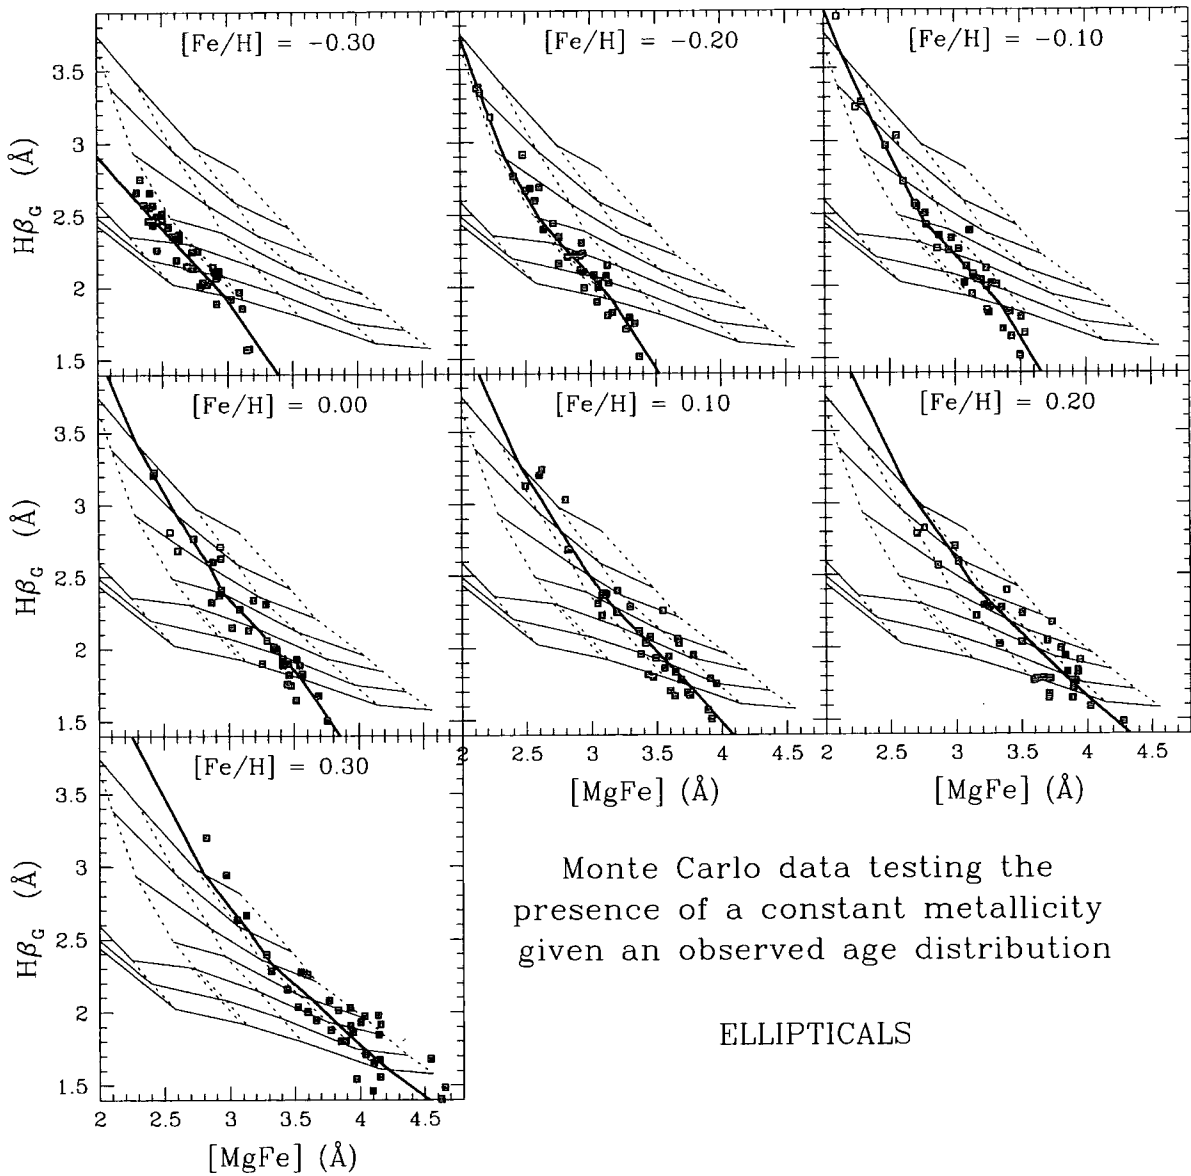 [Fe/H] = −0.30
[Fe/H] = −0.20
[Fe/H] = −0.10
3.5
3
2.5
2
1.5
Hβ_G (Å)
[Fe/H] = 0.00
[Fe/H] = 0.10
[Fe/H] = 0.20
3.5
3
2.5
2
1.5
Hβ_G (Å)
2 2.5 3 3.5 4 4.5
2 2.5 3 3.5 4 4.5
[MgFe] (Å)
[MgFe] (Å)
[Fe/H] = 0.30
3.5
3
2.5
2
1.5
Hβ_G (Å)
2 2.5 3 3.5 4 4.5
[MgFe] (Å)
Monte Carlo data testing the
presence of a constant metallicity
given an observed age distribution
ELLIPTICALS